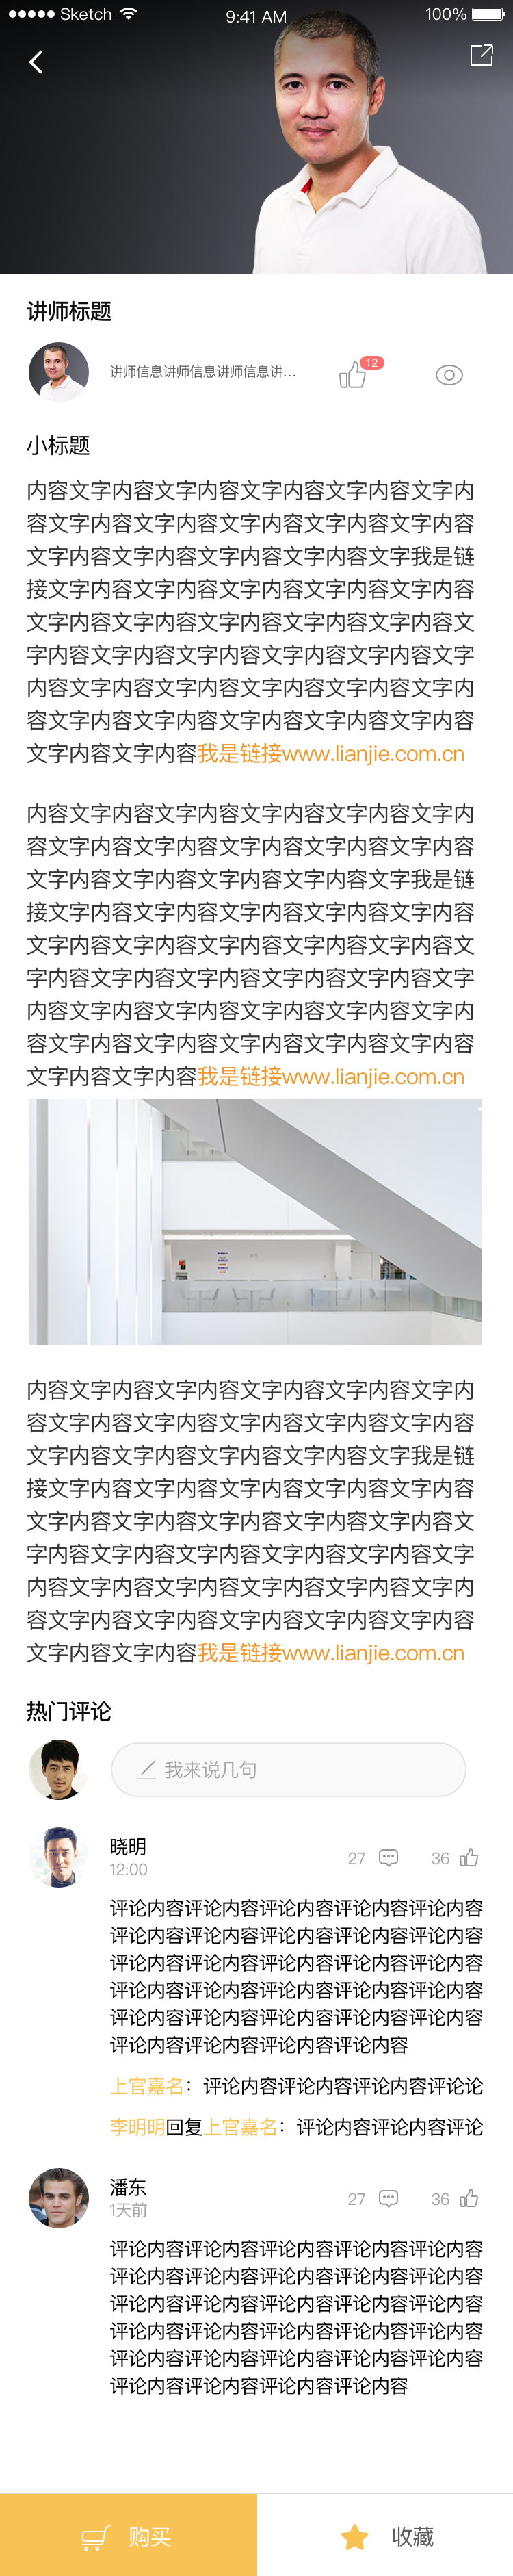 Sketch 9:41 AM 100%
讲师标题
讲师信息讲师信息讲师信息讲… 12
小标题
内容文字内容文字内容文字内容文字内容文字内
容文字内容文字内容文字内容文字内容文字内容
文字内容文字内容文字内容文字内容文字我是链
接文字内容文字内容文字内容文字内容文字内容
文字内容文字内容文字内容文字内容文字内容文
字内容文字内容文字内容文字内容文字内容文字
内容文字内容文字内容文字内容文字内容文字内
容文字内容文字内容文字内容文字内容文字内容
文字内容文字内容我是链接www.lianjie.com.cn
内容文字内容文字内容文字内容文字内容文字内
容文字内容文字内容文字内容文字内容文字内容
文字内容文字内容文字内容文字内容文字我是链
接文字内容文字内容文字内容文字内容文字内容
文字内容文字内容文字内容文字内容文字内容文
字内容文字内容文字内容文字内容文字内容文字
内容文字内容文字内容文字内容文字内容文字内
容文字内容文字内容文字内容文字内容文字内容
文字内容文字内容我是链接www.lianjie.com.cn
内容文字内容文字内容文字内容文字内容文字内
容文字内容文字内容文字内容文字内容文字内容
文字内容文字内容文字内容文字内容文字我是链
接文字内容文字内容文字内容文字内容文字内容
文字内容文字内容文字内容文字内容文字内容文
字内容文字内容文字内容文字内容文字内容文字
内容文字内容文字内容文字内容文字内容文字内
容文字内容文字内容文字内容文字内容文字内容
文字内容文字内容我是链接www.lianjie.com.cn
热门评论
我来说几句
晓明
12:00 27 36
评论内容评论内容评论内容评论内容评论内容
评论内容评论内容评论内容评论内容评论内容
评论内容评论内容评论内容评论内容评论内容
评论内容评论内容评论内容评论内容评论内容
评论内容评论内容评论内容评论内容评论内容
评论内容评论内容评论内容评论内容
上官嘉名：评论内容评论内容评论内容评论论
李明明回复上官嘉名：评论内容评论内容评论
潘东
1天前 27 36
评论内容评论内容评论内容评论内容评论内容
评论内容评论内容评论内容评论内容评论内容
评论内容评论内容评论内容评论内容评论内容
评论内容评论内容评论内容评论内容评论内容
评论内容评论内容评论内容评论内容评论内容
评论内容评论内容评论内容评论内容
购买 收藏